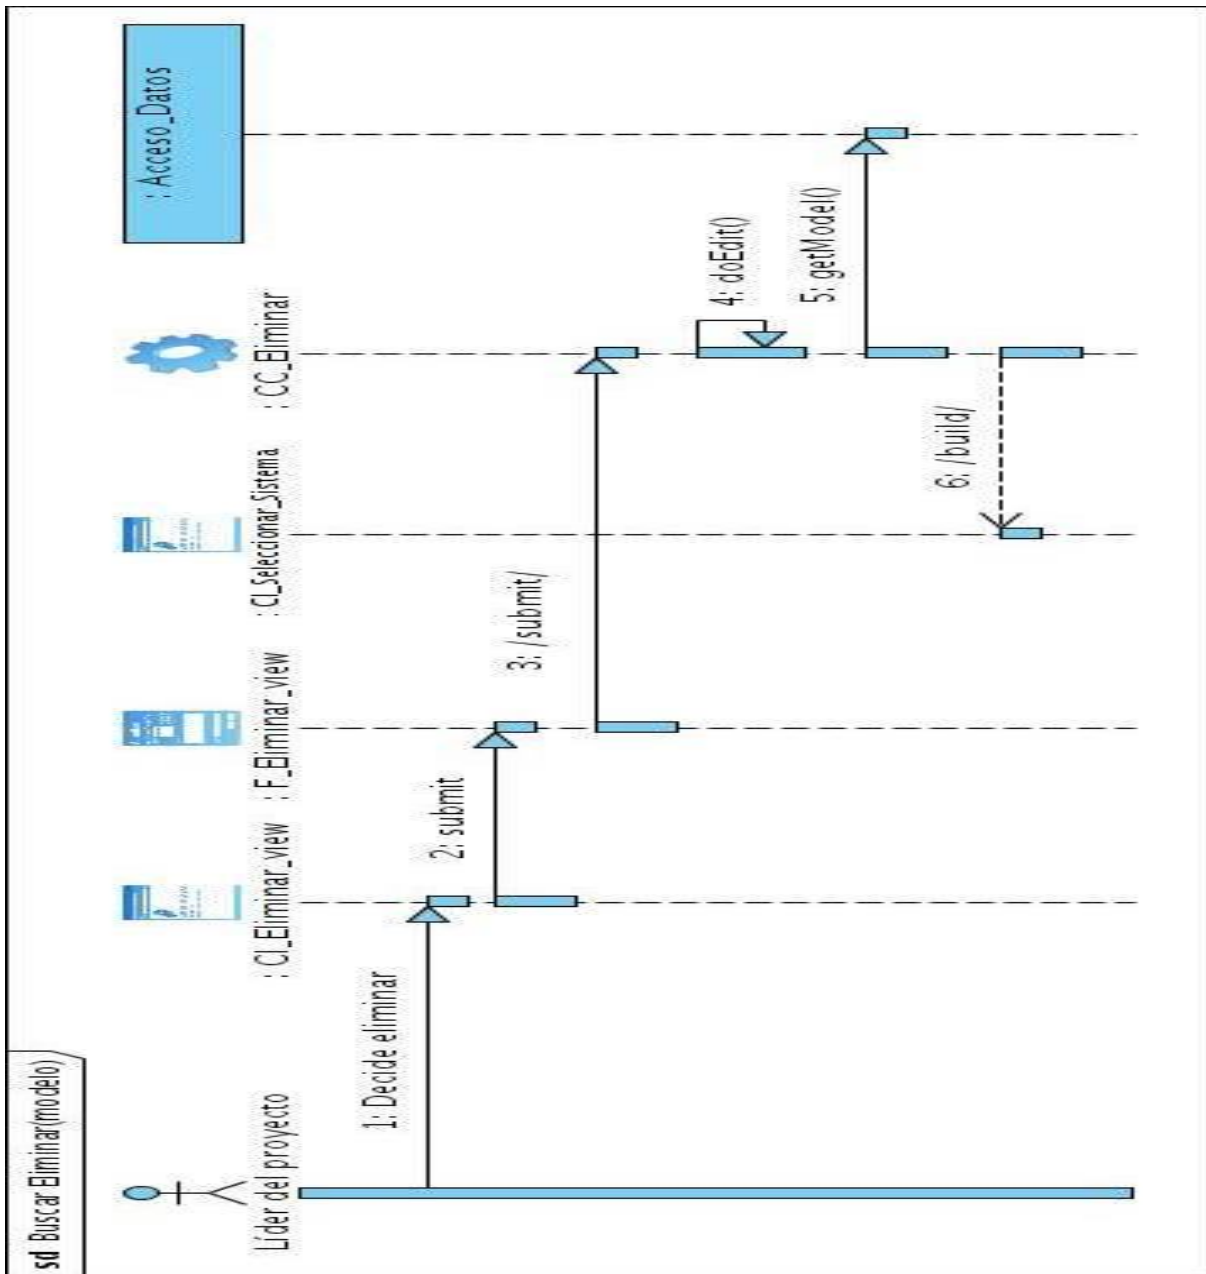 sd Buscar Eliminar(modelo)
Líder del proyecto
: CI_Eliminar_view
: F_Eliminar_view
: CI_Seleccionar_Sistema
: CC_Eliminar
: Acceso_Datos
1: Decide eliminar
2: submit
3: /submit/
4: doEdit()
5: getModel()
6: /build/